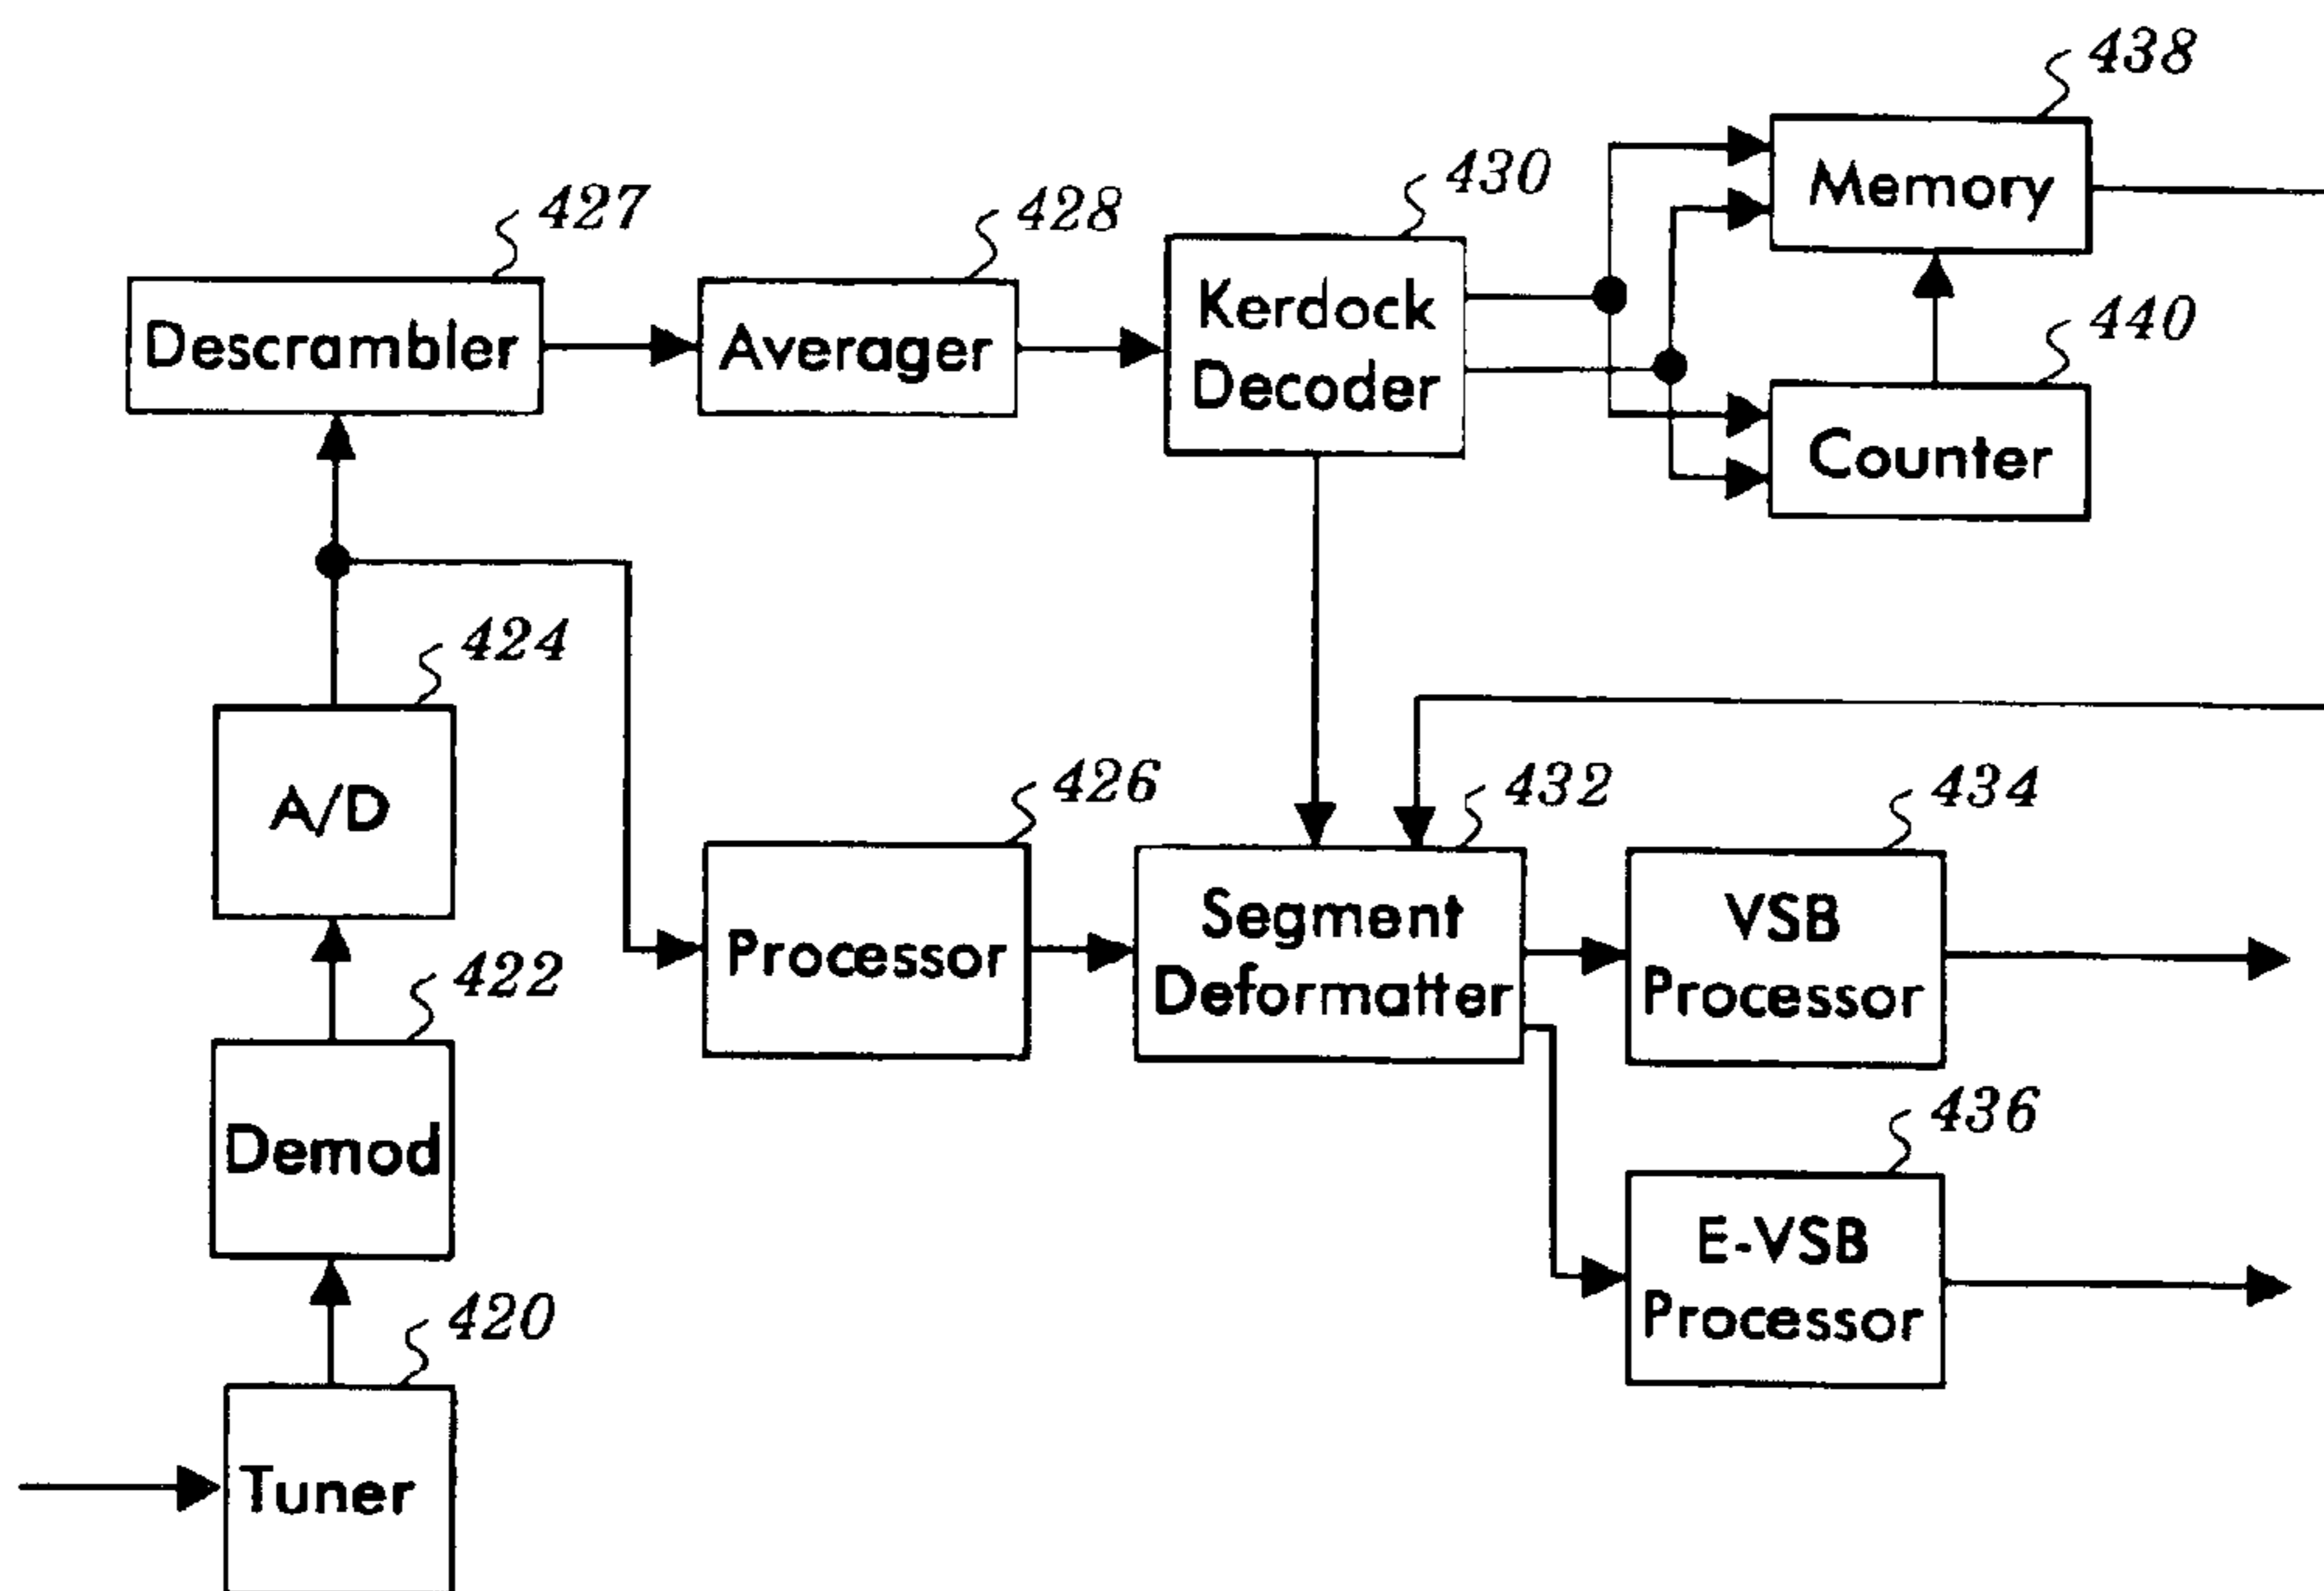 438
Memory
430
Kerdock
Decoder
427
Descrambler
428
Averager
440
Counter
424
A/D
426
Processor
432
Segment
Deformatter
434
VSB
Processor
422
Demod
436
E-VSB
Processor
420
Tuner